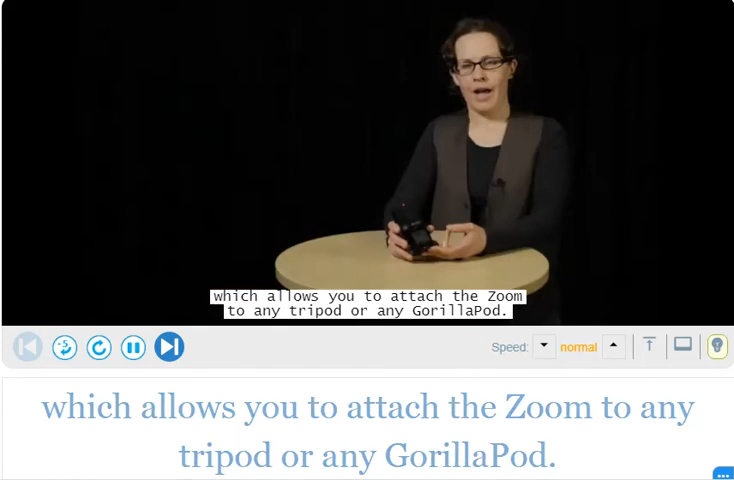 which allows you to attach the Zoom
to any tripod or any GorillaPod.
-5
Speed:
normal
which allows you to attach the Zoom to any
tripod or any GorillaPod.